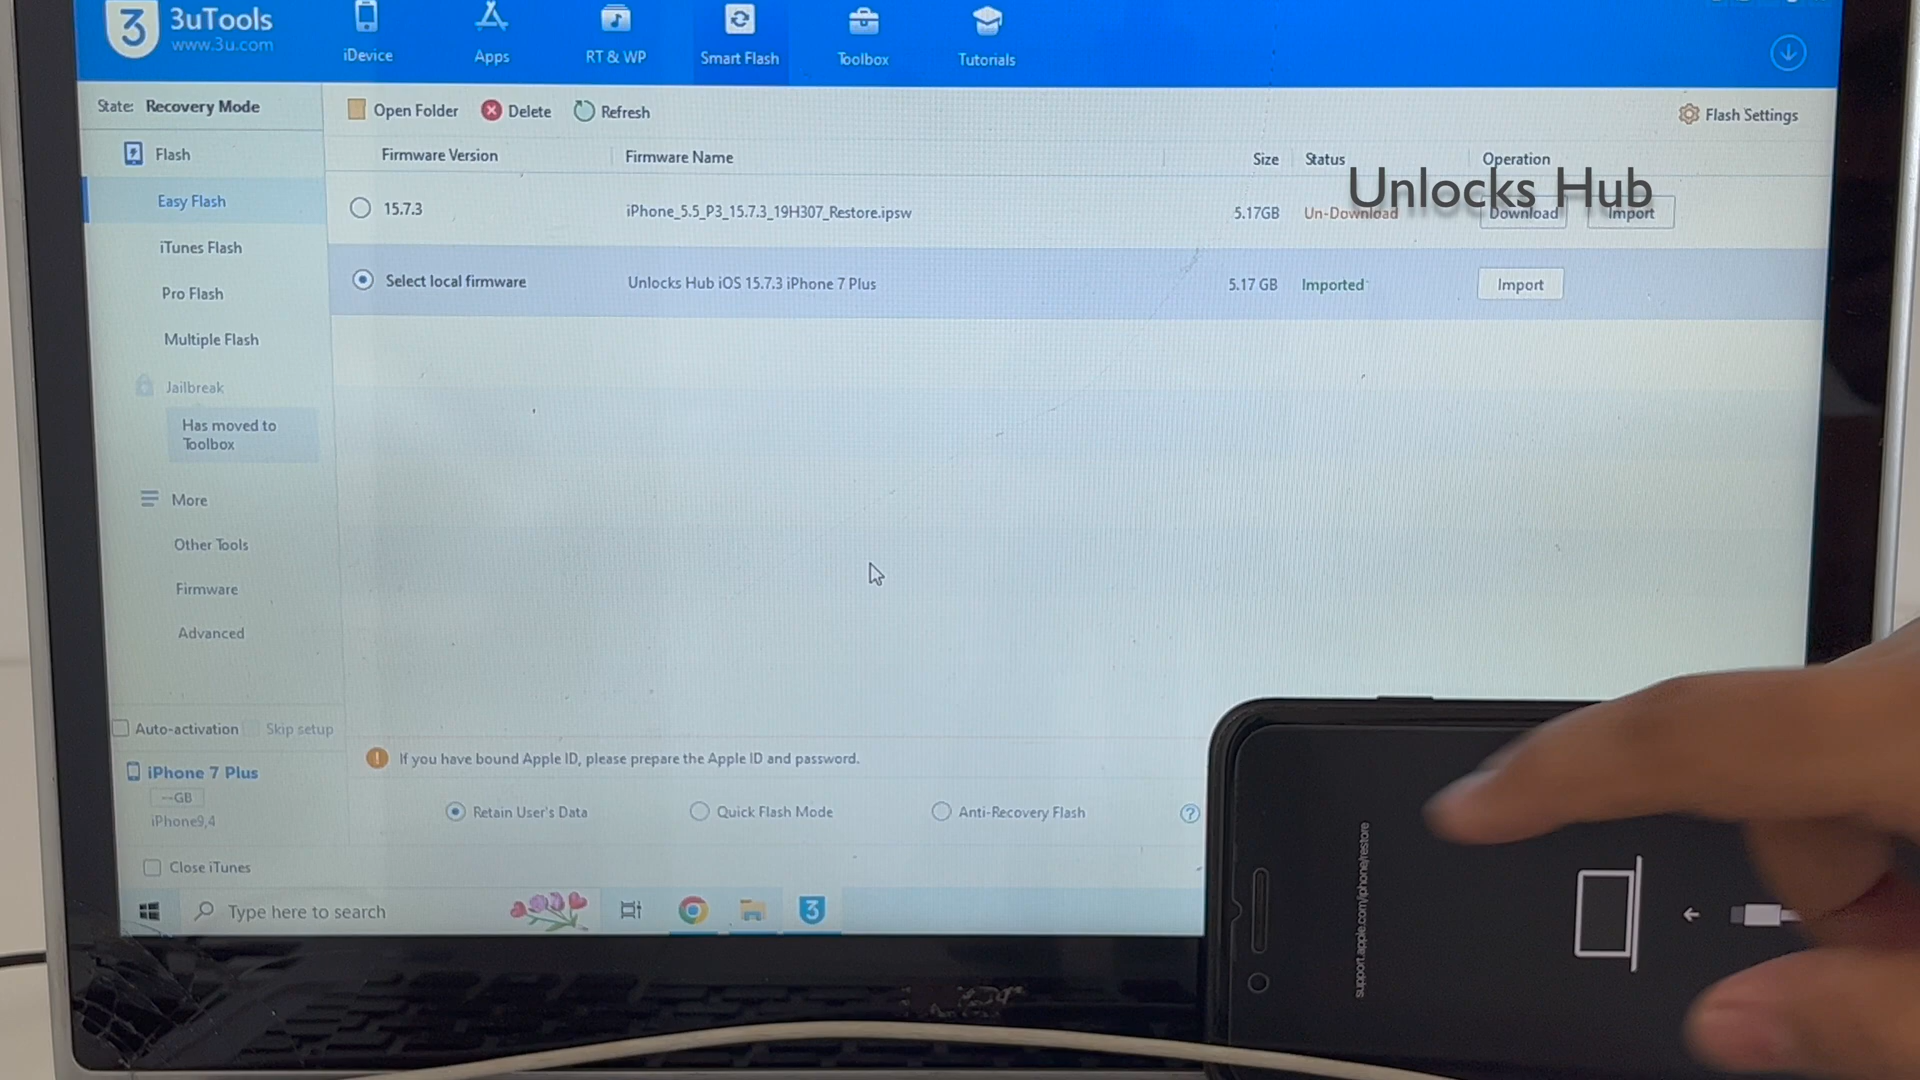 3 3uTools
www.3u.com
iDevice
Apps
RT & WP
Smart Flash
Toolbox
Tutorials
State: Recovery Mode
Open Folder
Delete
Refresh
Flash Settings
Flash
Firmware Version
Firmware Name
Size
Status
Operation
Unlocks Hub
Easy Flash
15.7.3
iPhone_5.5_P3_15.7.3_19H307_Restore.ipsw
5.17GB
Un-Download
Download
Import
iTunes Flash
Select local firmware
Unlocks Hub iOS 15.7.3 iPhone 7 Plus
5.17 GB
Imported
Import
Pro Flash
Multiple Flash
Jailbreak
Has moved to
Toolbox
More
Other Tools
Firmware
Advanced
Auto-activation
Skip setup
If you have bound Apple ID, please prepare the Apple ID and password.
iPhone 7 Plus
--GB
iPhone9,4
Retain User's Data
Quick Flash Mode
Anti-Recovery Flash
?
Close iTunes
Type here to search
3
support.apple.com/iphone/restore